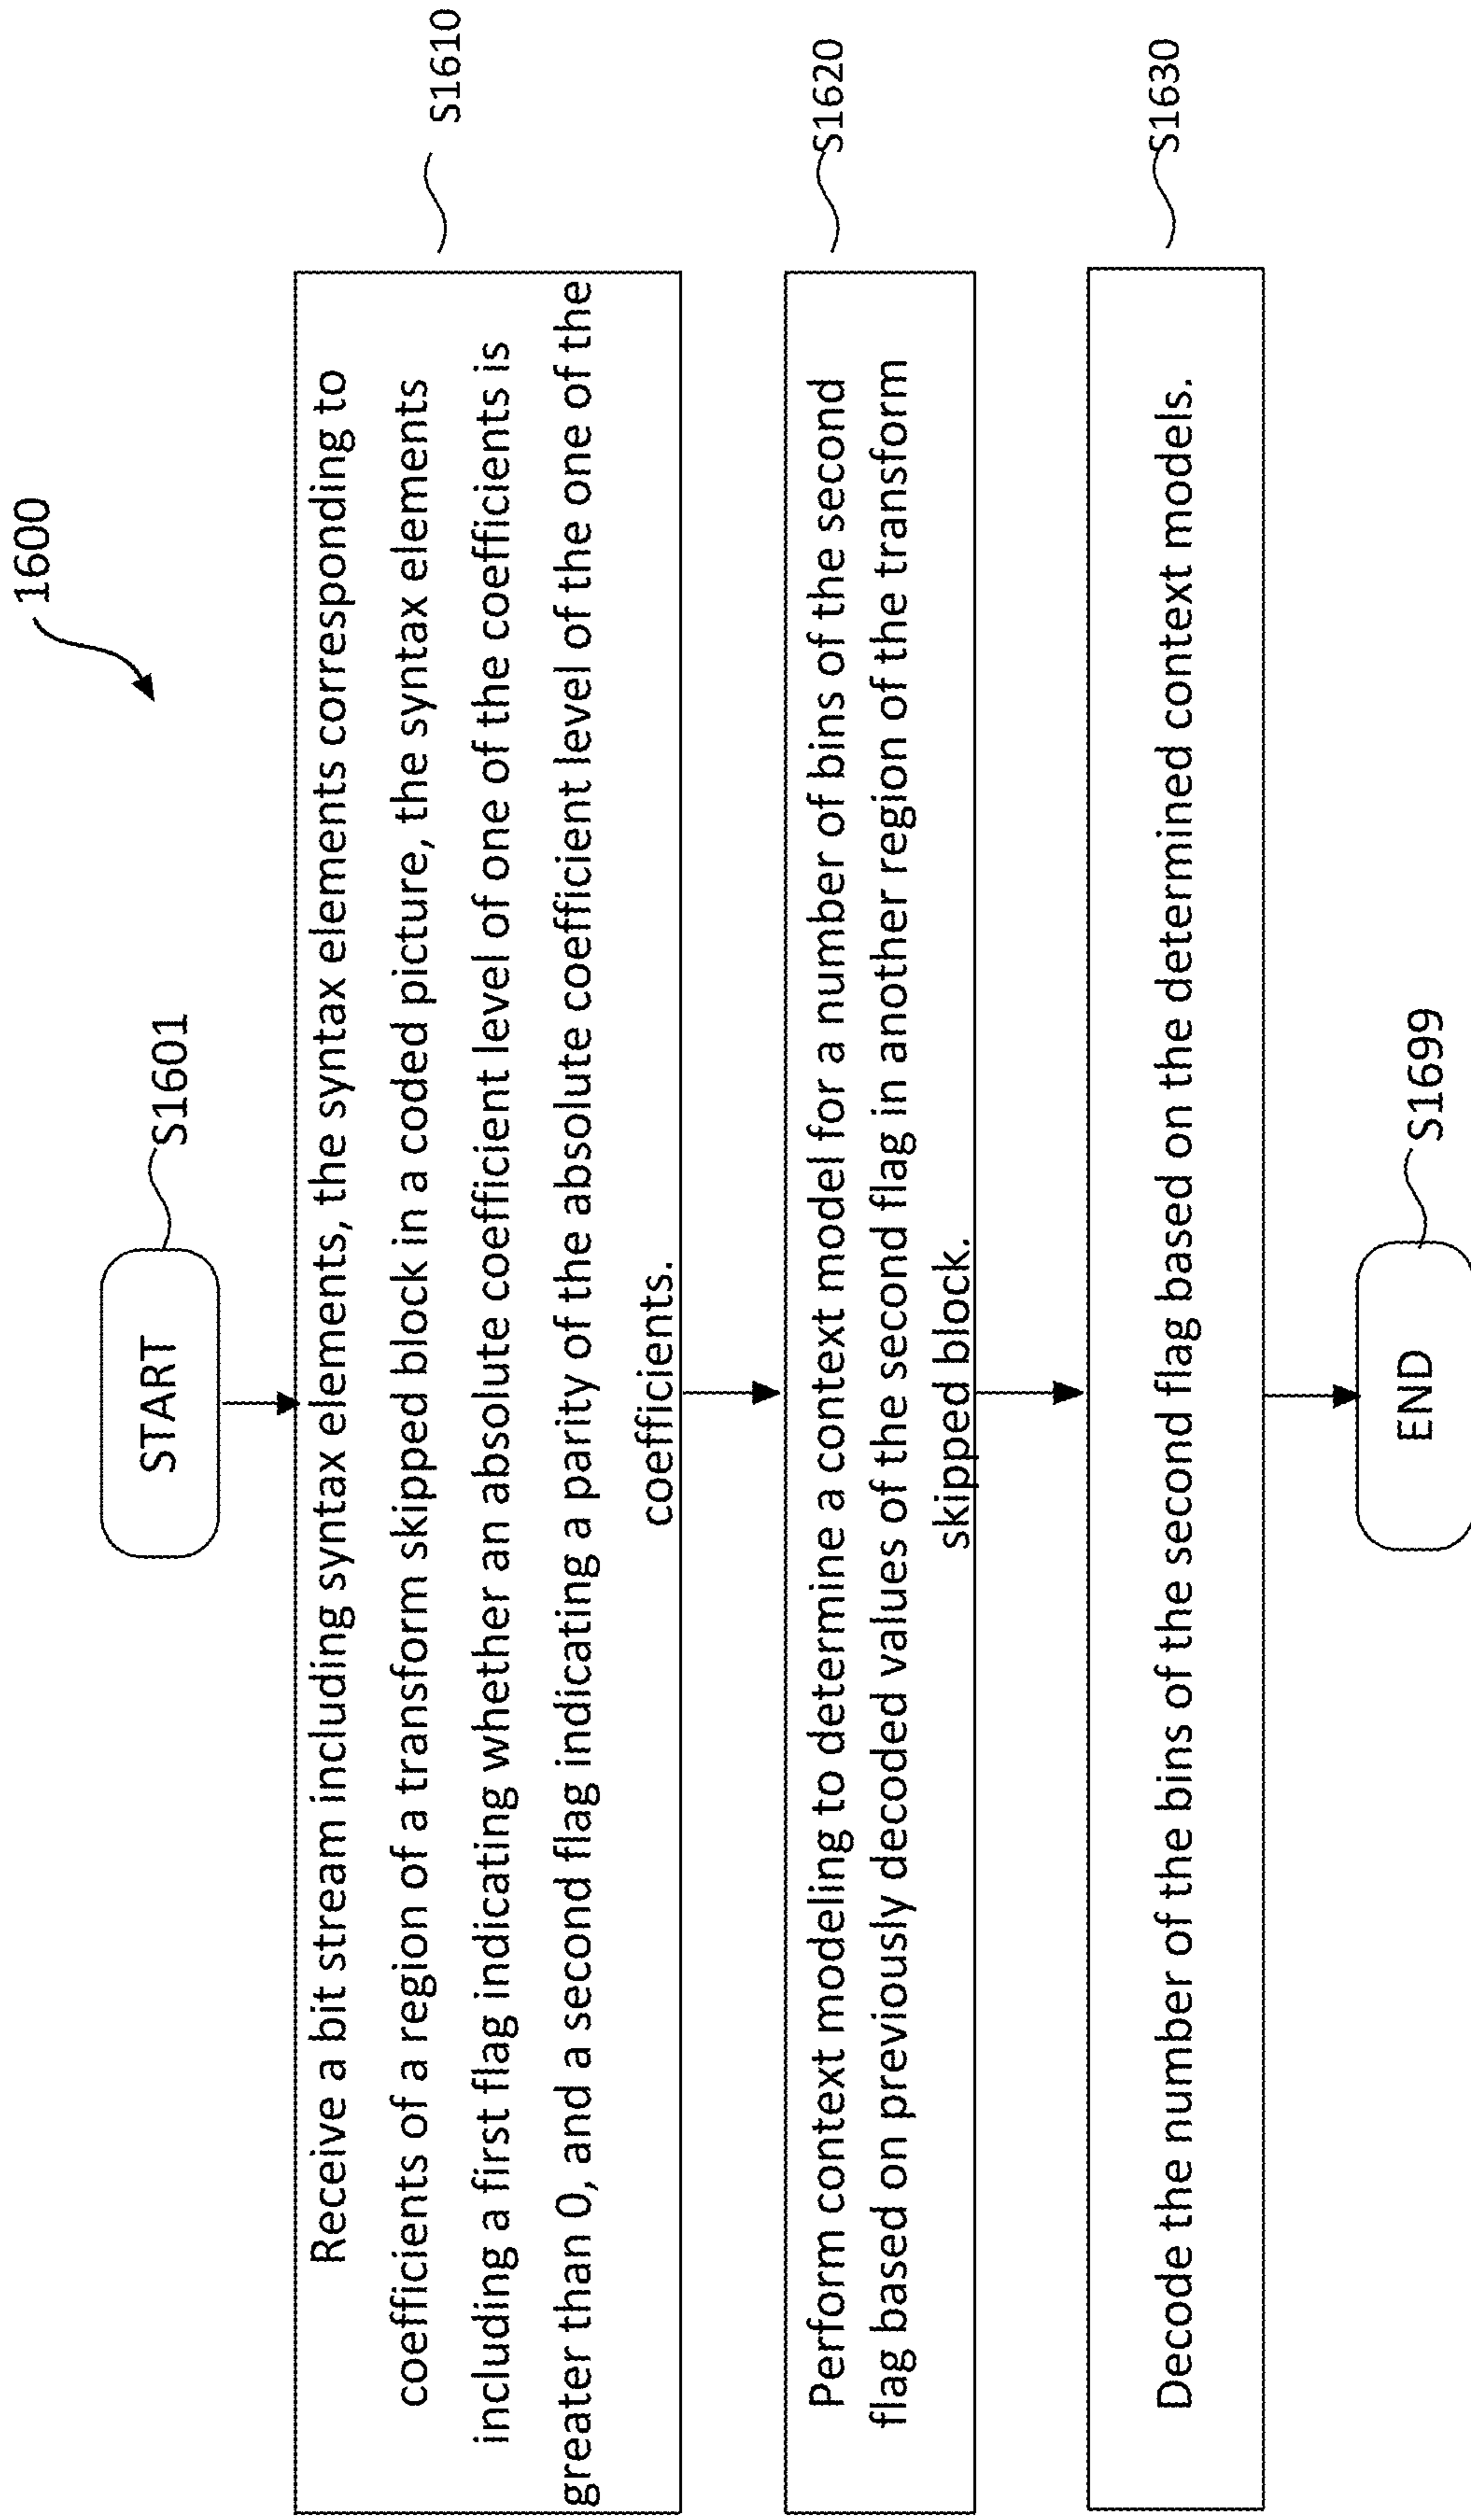 1600
START
S1601
Receive a bit stream including syntax elements, the syntax elements corresponding to
coefficients of a region of a transform skipped block in a coded picture, the syntax elements
including a first flag indicating whether an absolute coefficient level of one of the coefficients is
greater than 0, and a second flag indicating a parity of the absolute coefficient level of the one of the
coefficients.
S1610
Perform context modeling to determine a context model for a number of bins of the second
flag based on previously decoded values of the second flag in another region of the transform
skipped block.
S1620
Decode the number of the bins of the second flag based on the determined context models.
S1630
END
S1699